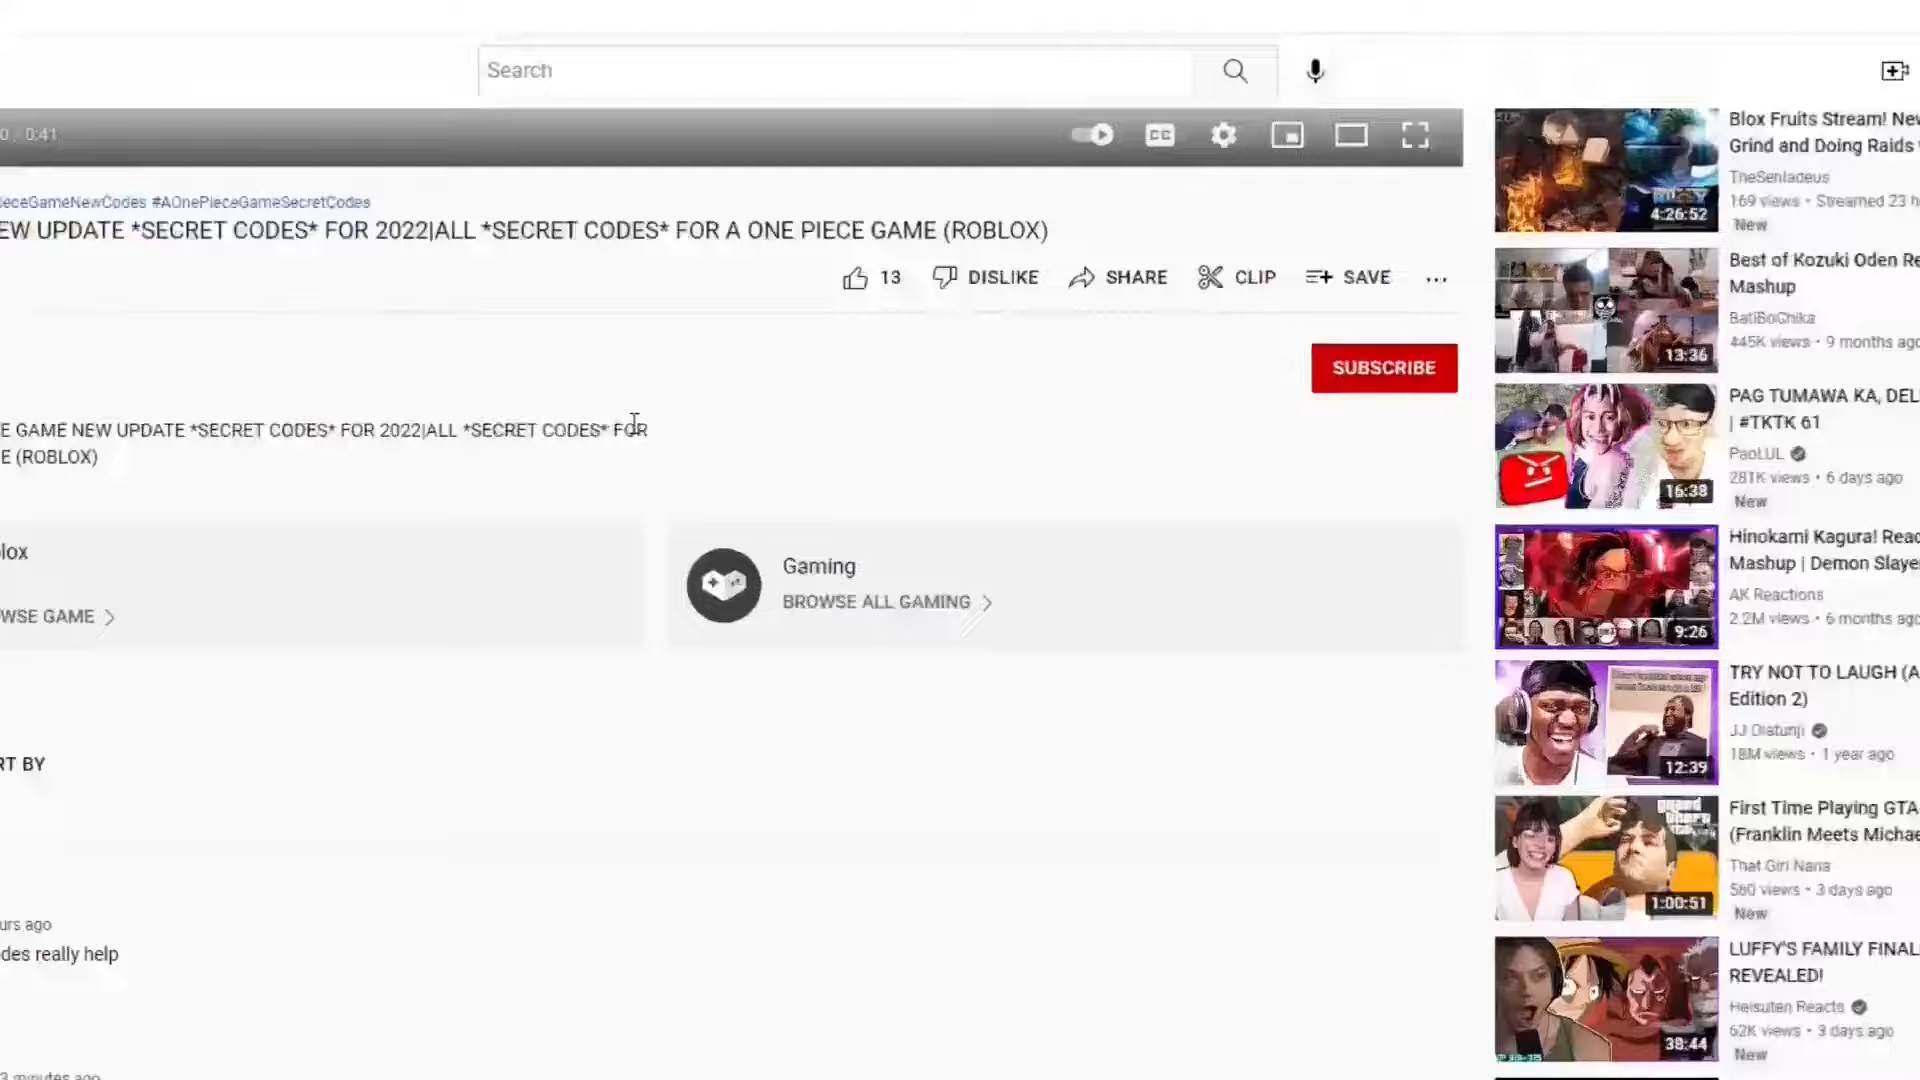 Search
0:41
ieceGameNewCodes #AOnePieceGameSecretCodes
EW UPDATE *SECRET CODES* FOR 2022|ALL *SECRET CODES* FOR A ONE PIECE GAME (ROBLOX)
13 DISLIKE SHARE CLIP SAVE ...
SUBSCRIBE
E GAME NEW UPDATE *SECRET CODES* FOR 2022|ALL *SECRET CODES* FOR
E (ROBLOX)
lox
WSE GAME
Gaming
BROWSE ALL GAMING
RT BY
urs ago
des really help
3 minutes ago
Blox Fruits Stream! New
Grind and Doing Raids
TheSenladeus
169 views • Streamed 23 h
New
4:26:52
Best of Kozuki Oden Re
Mashup
BatiBoiChika
445K views • 9 months ago
13:36
PAG TUMAWA KA, DEL
| #TKTK 61
PaoLUL
281K views • 6 days ago
New
16:38
Hinokami Kagura! Reac
Mashup | Demon Slaye
AK Reactions
2.2M views • 6 months ago
9:26
TRY NOT TO LAUGH (A
Edition 2)
JJ Olatunji
18M views • 1 year ago
12:39
First Time Playing GTA
(Franklin Meets Michae
That Girl Nana
560 views • 3 days ago
New
1:00:51
LUFFY'S FAMILY FINAL
REVEALED!
Heisuten Reacts
62K views • 3 days ago
New
38:44